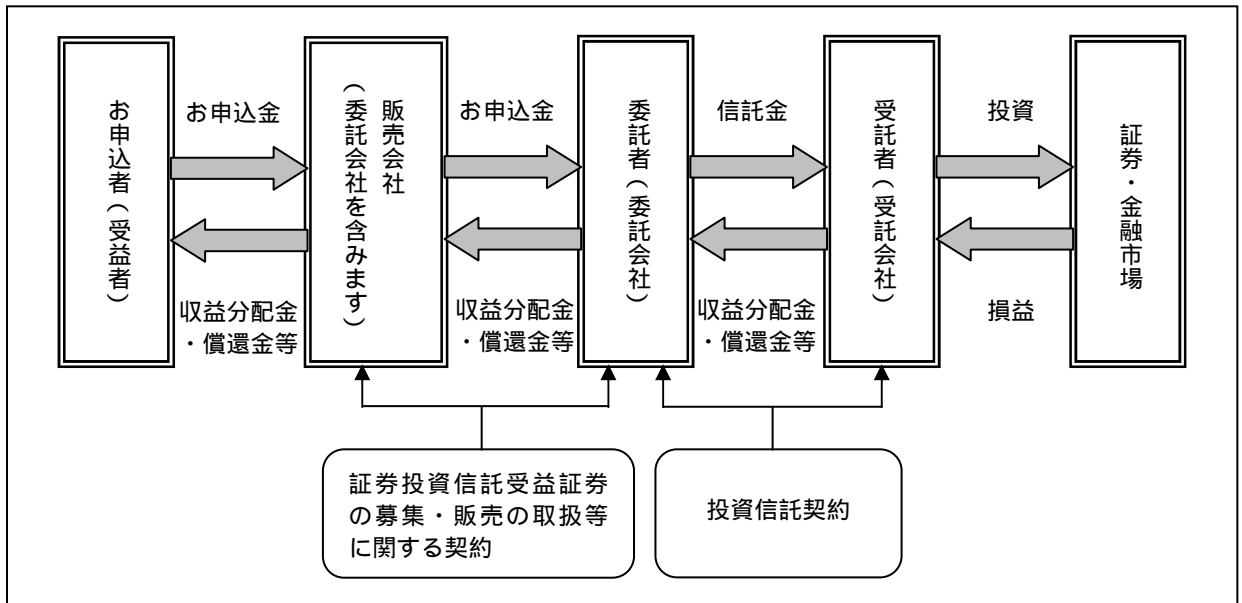 お申込者（受益者）
お申込金
収益分配金
・償還金等
販売会社
（委託会社を含みます）
お申込金
収益分配金
・償還金等
委託者（委託会社）
信託金
収益分配金
・償還金等
受託者（受託会社）
投資
損益
証券・金融市場
証券投資信託受益証券
の募集・販売の取扱等
に関する契約
投資信託契約